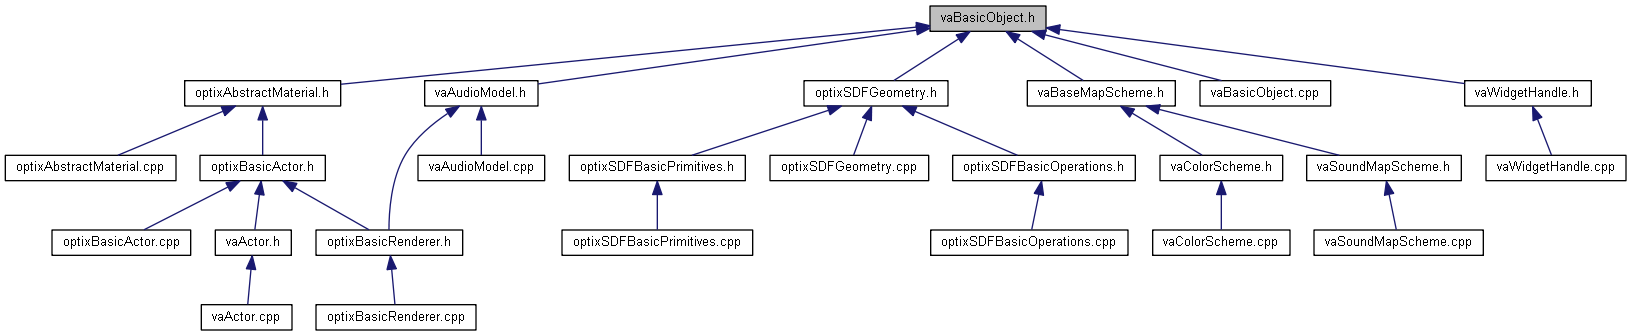 vaBasicObject.h
optixAbstractMaterial.h
vaAudioModel.h
optixSDFGeometry.h
vaBaseMapScheme.h
vaBasicObject.cpp
vaWidgetHandle.h
optixAbstractMaterial.cpp
optixBasicActor.h
vaAudioModel.cpp
optixSDFBasicPrimitives.h
optixSDFGeometry.cpp
optixSDFBasicOperations.h
vaColorScheme.h
vaSoundMapScheme.h
vaWidgetHandle.cpp
optixBasicActor.cpp
vaActor.h
optixBasicRenderer.h
optixSDFBasicPrimitives.cpp
optixSDFBasicOperations.cpp
vaColorScheme.cpp
vaSoundMapScheme.cpp
vaActor.cpp
optixBasicRenderer.cpp